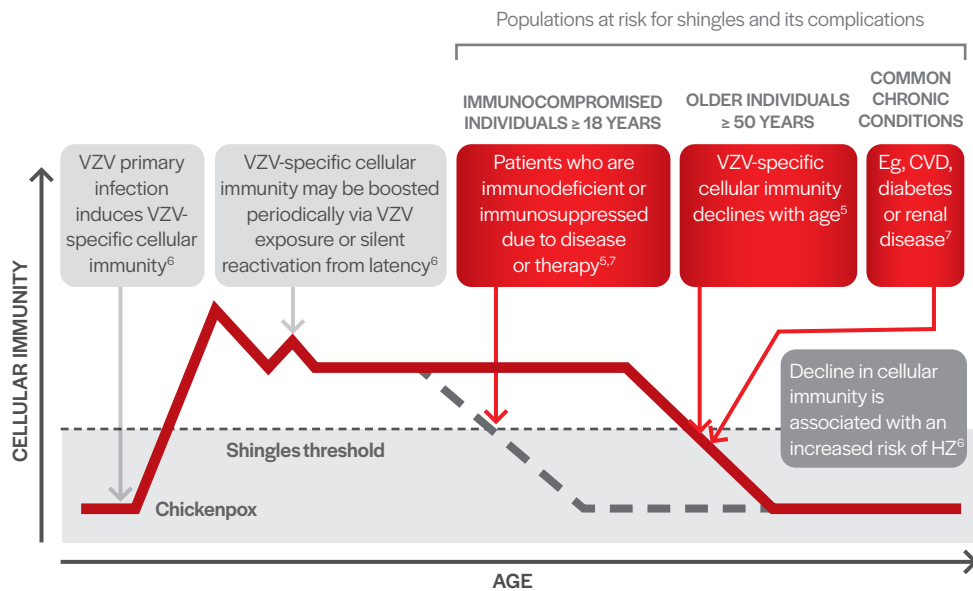 Populations at risk for shingles and its complications
IMMUNOCOMPROMISED
INDIVIDUALS ≥ 18 YEARS
OLDER INDIVIDUALS
≥ 50 YEARS
COMMON
CHRONIC
CONDITIONS
VZV primary
infection
induces VZV-
specific cellular
immunity⁶
VZV-specific cellular
immunity may be boosted
periodically via VZV
exposure or silent
reactivation from latency⁶
Patients who are
immunodeficient or
immunosuppressed
due to disease
or therapy⁵,⁷
VZV-specific
cellular immunity
declines with age⁵
Eg, CVD,
diabetes
or renal
disease⁷
CELLULAR IMMUNITY
Decline in cellular
immunity is
associated with an
increased risk of HZ⁶
Shingles threshold
Chickenpox
AGE